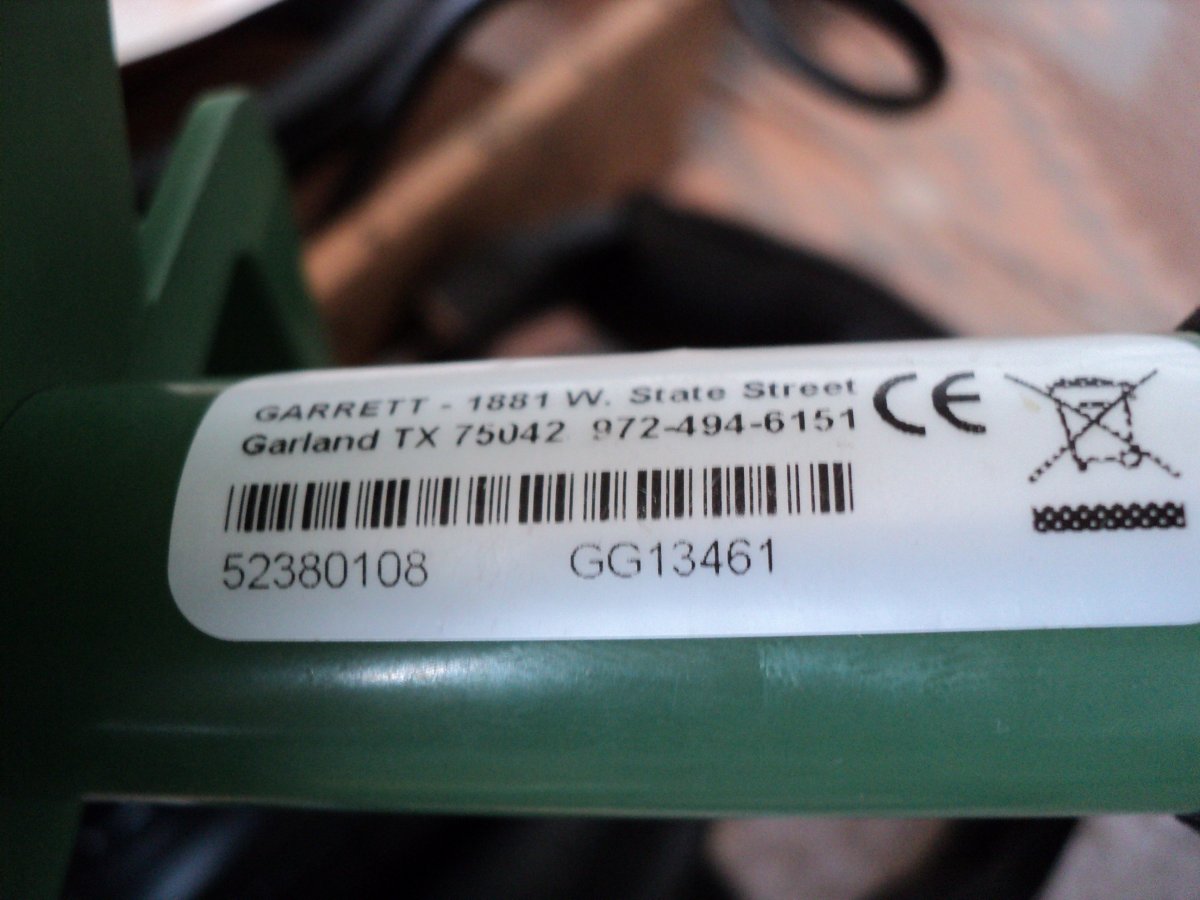 GARRETT - 1881 W. State Street
Garland TX 75042 972-494-6151
CE
52380108 GG13461